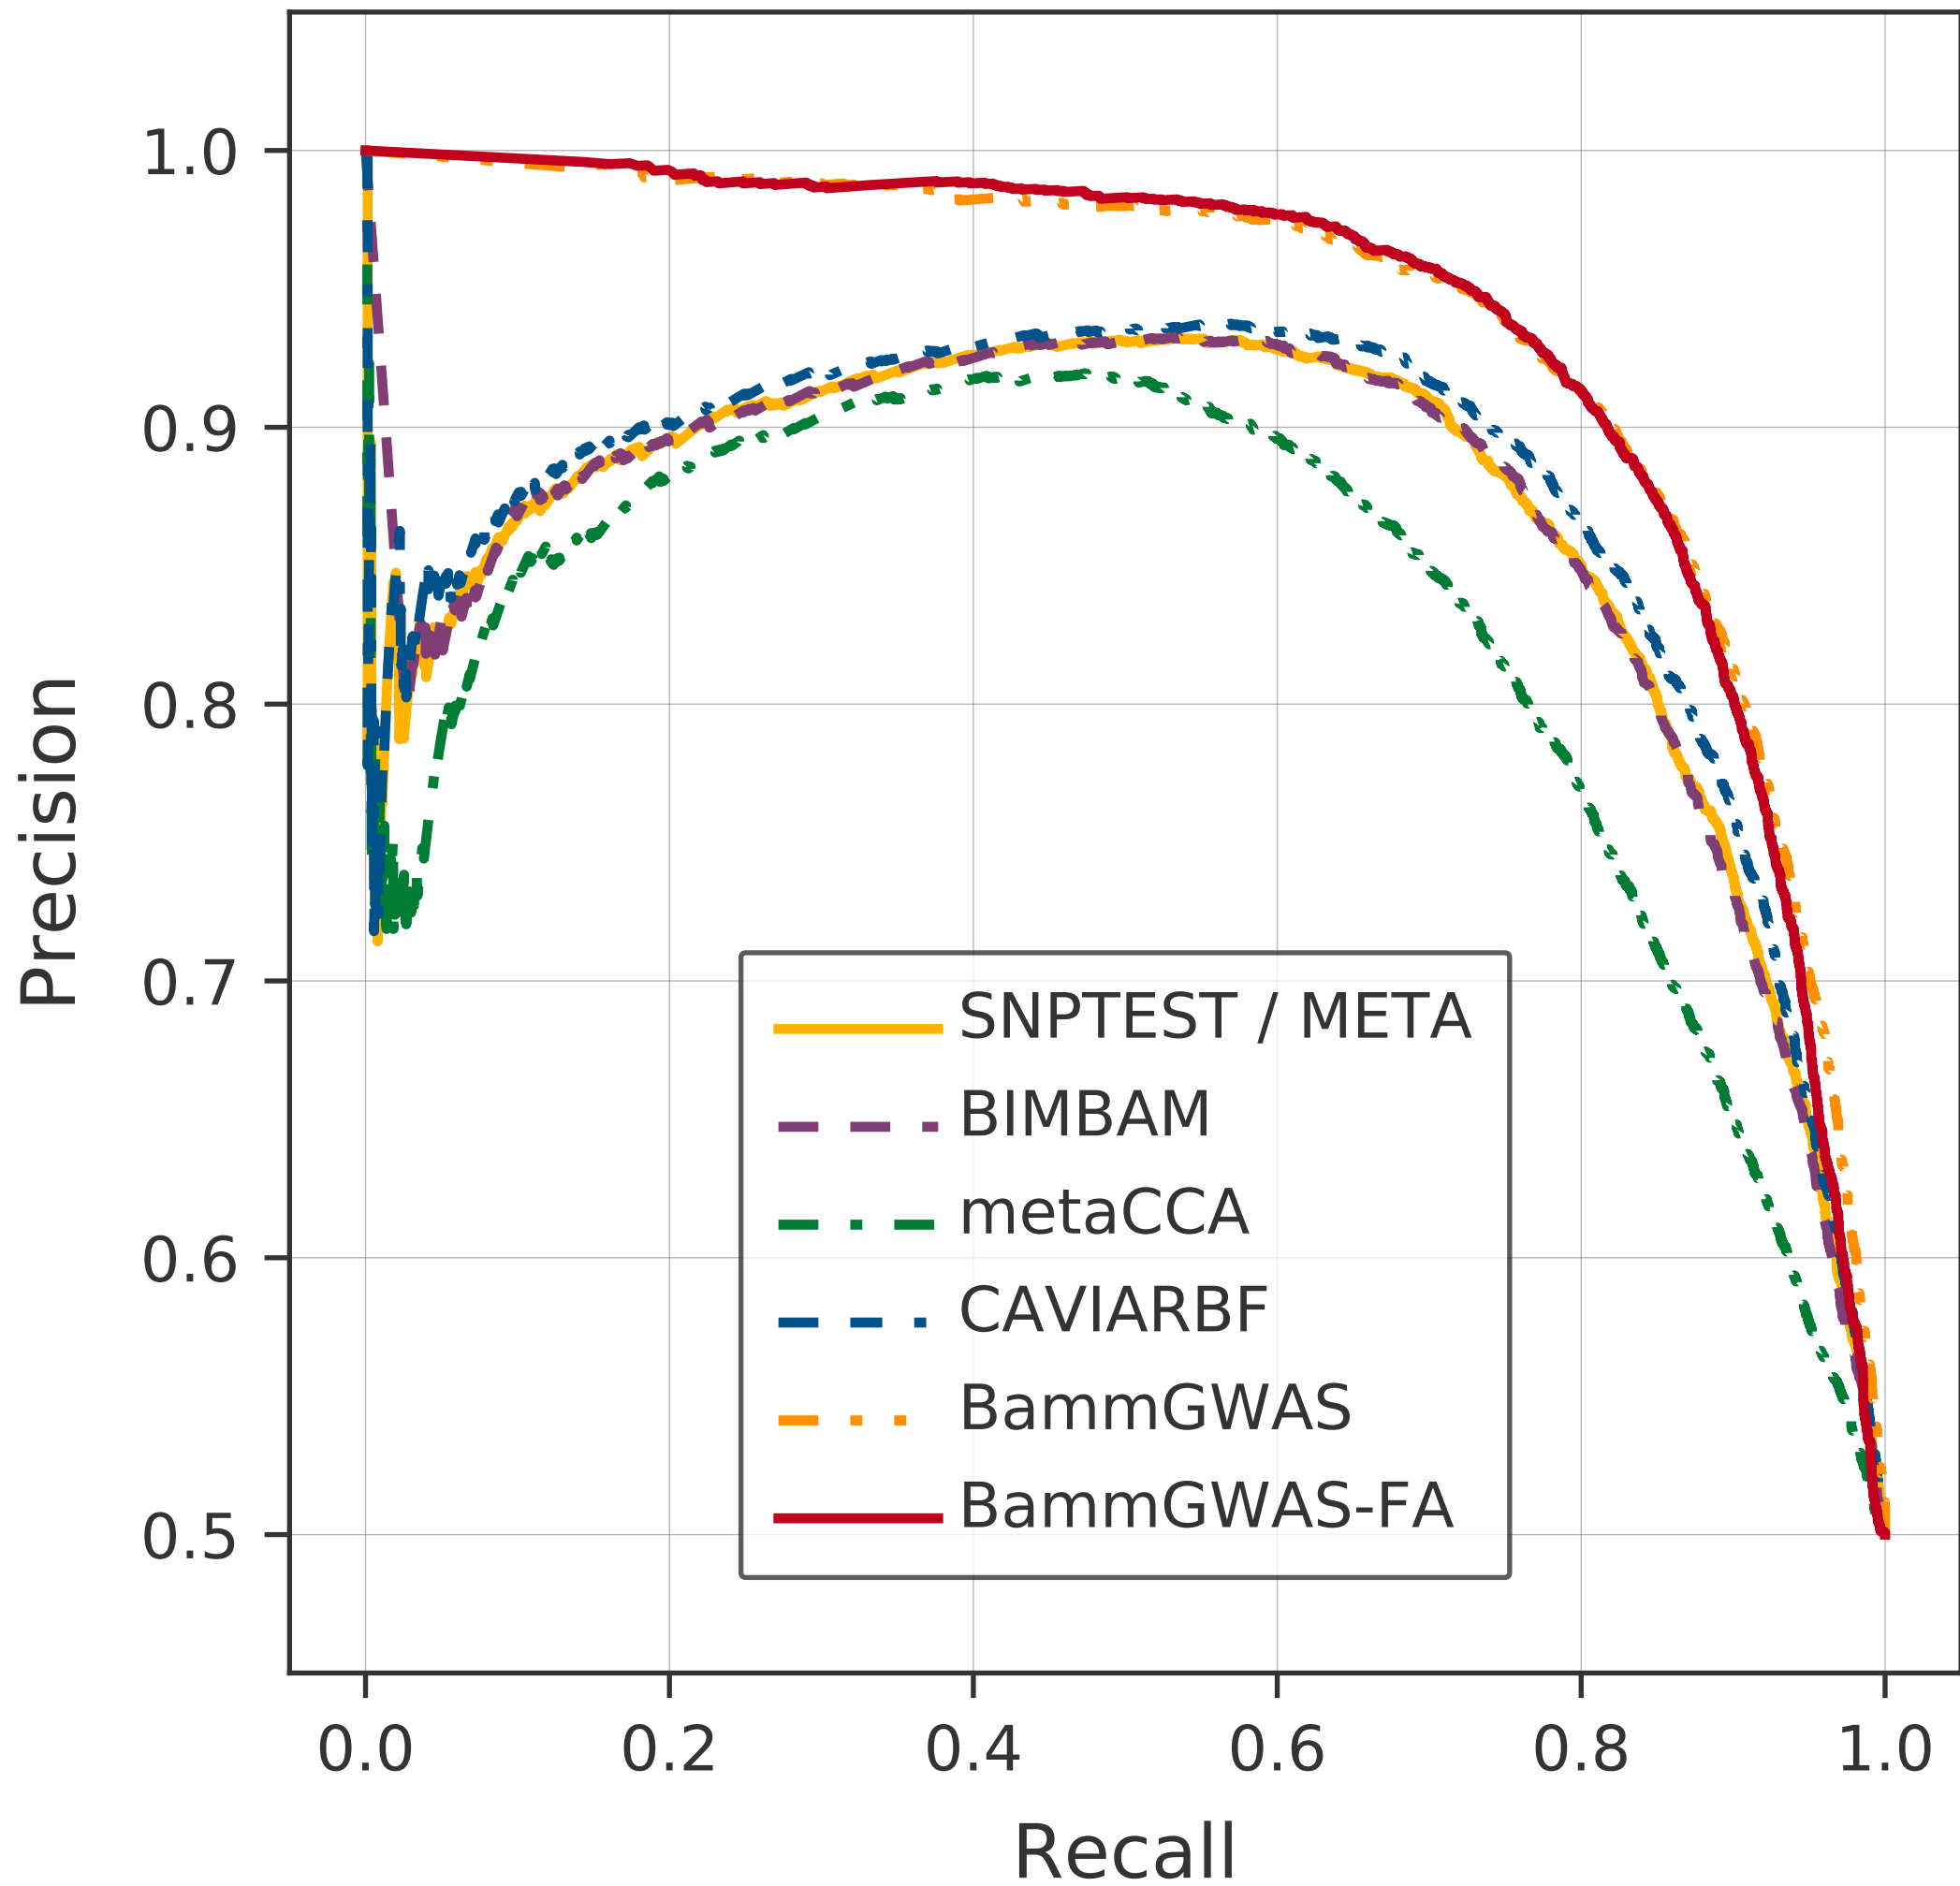 Precision
1.0
0.9
0.8
0.7
0.6
0.5
SNPTEST / META
BIMBAM
metaCCA
CAVIARBF
BammGWAS
BammGWAS-FA
0.0 0.2 0.4 0.6 0.8 1.0
Recall